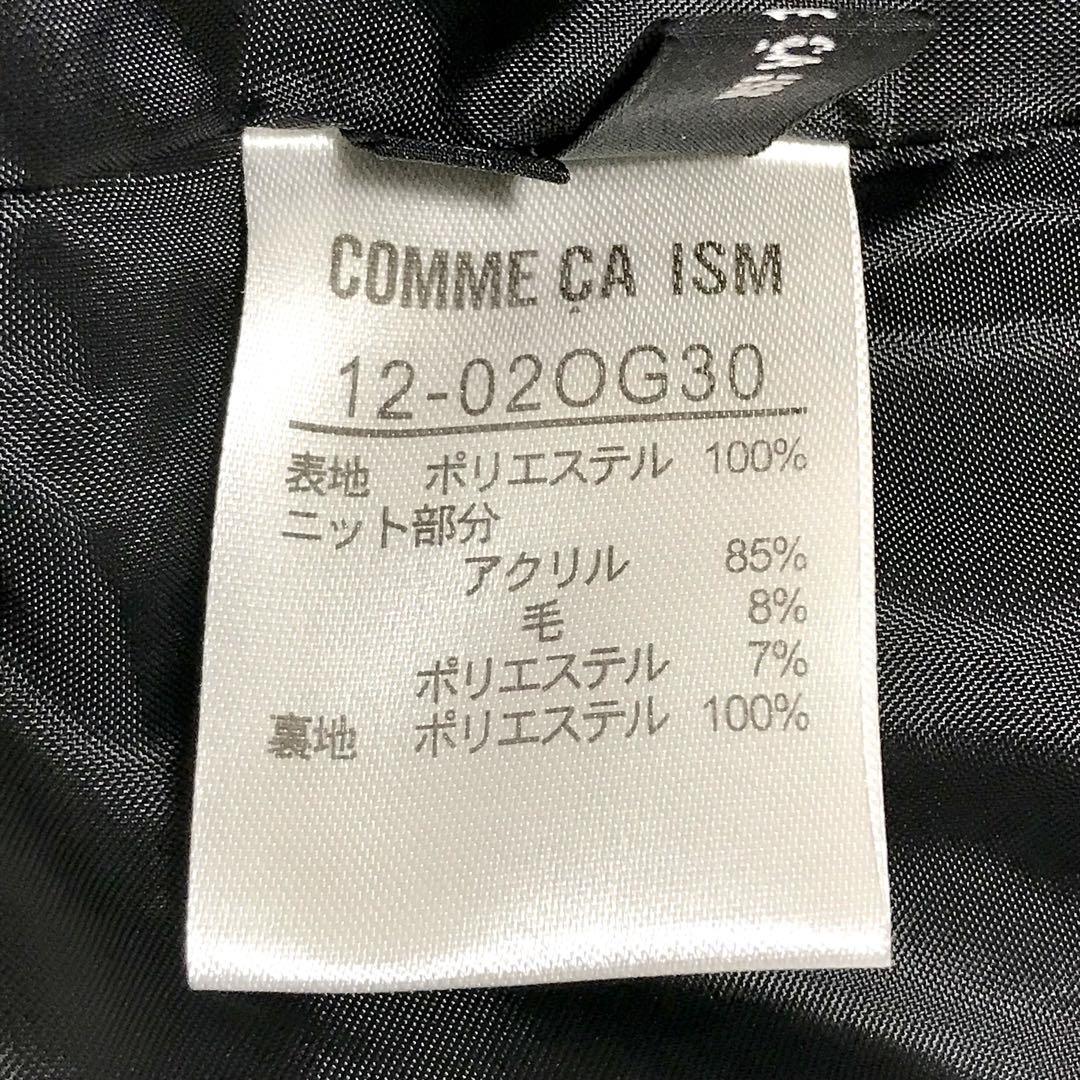 COMME ÇA ISM
12-02OG30
表地 ポリエステル 100%
ニット部分
アクリル 85%
毛 8%
ポリエステル 7%
裏地 ポリエステル 100%